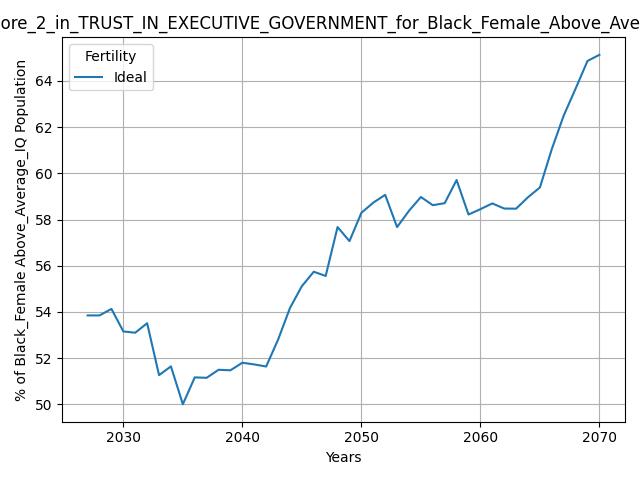 ore_2_in_TRUST_IN_EXECUTIVE_GOVERNMENT_for_Black_Female_Above_Ave
Fertility
Ideal
% of Black_Female Above_Average_IQ Population
64
62
60
58
56
54
52
50
2030 2040 2050 2060 2070
Years